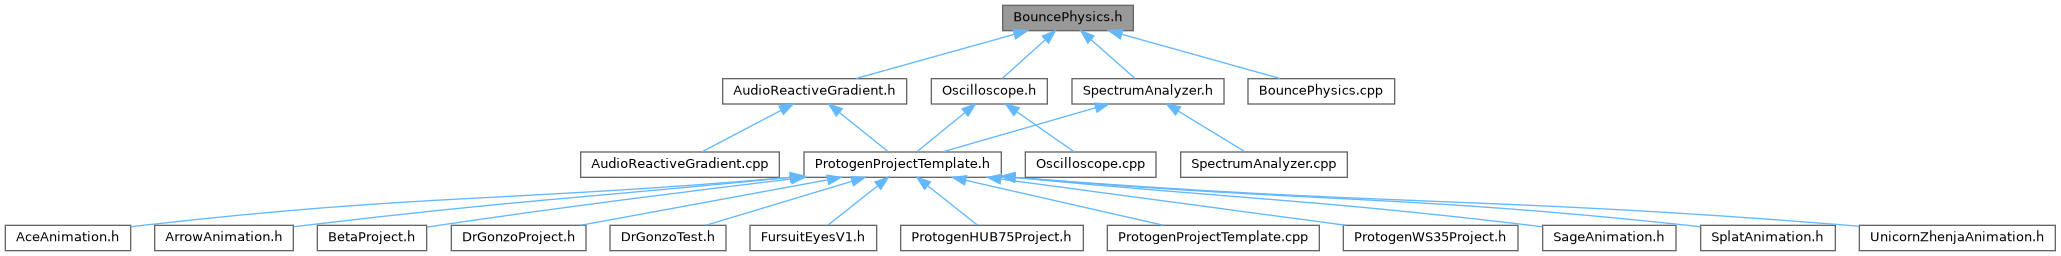 BouncePhysics.h
AudioReactiveGradient.h
Oscilloscope.h
SpectrumAnalyzer.h
BouncePhysics.cpp
AudioReactiveGradient.cpp
ProtogenProjectTemplate.h
Oscilloscope.cpp
SpectrumAnalyzer.cpp
AceAnimation.h
ArrowAnimation.h
BetaProject.h
DrGonzoProject.h
DrGonzoTest.h
FursuitEyesV1.h
ProtogenHUB75Project.h
ProtogenProjectTemplate.cpp
ProtogenWS35Project.h
SageAnimation.h
SplatAnimation.h
UnicornZhenjaAnimation.h